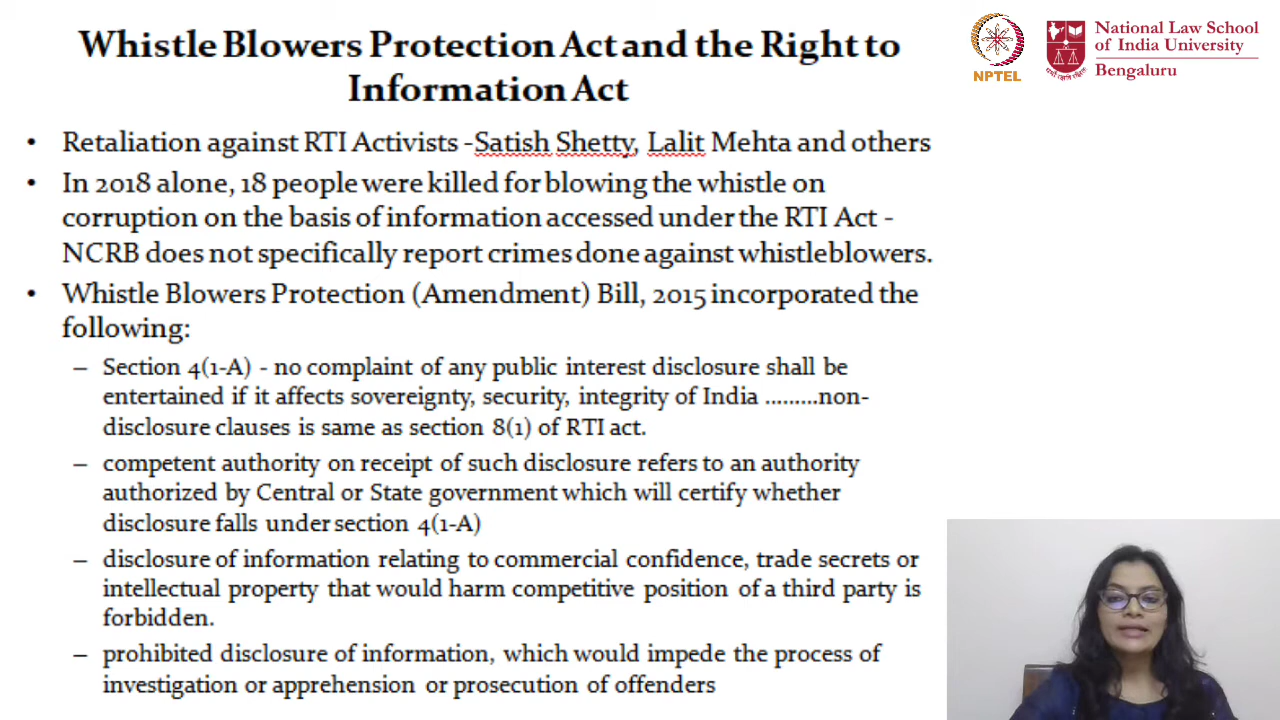 Whistle Blowers Protection Act and the Right to
Information Act
NPTEL
National Law School
of India University
Bengaluru
• Retaliation against RTI Activists -Satish Shetty, Lalit Mehta and others
• In 2018 alone, 18 people were killed for blowing the whistle on
corruption on the basis of information accessed under the RTI Act -
NCRB does not specifically report crimes done against whistleblowers.
• Whistle Blowers Protection (Amendment) Bill, 2015 incorporated the
following:
– Section 4(1-A) - no complaint of any public interest disclosure shall be
entertained if it affects sovereignty, security, integrity of India .........non-
disclosure clauses is same as section 8(1) of RTI act.
– competent authority on receipt of such disclosure refers to an authority
authorized by Central or State government which will certify whether
disclosure falls under section 4(1-A)
– disclosure of information relating to commercial confidence, trade secrets or
intellectual property that would harm competitive position of a third party is
forbidden.
– prohibited disclosure of information, which would impede the process of
investigation or apprehension or prosecution of offenders